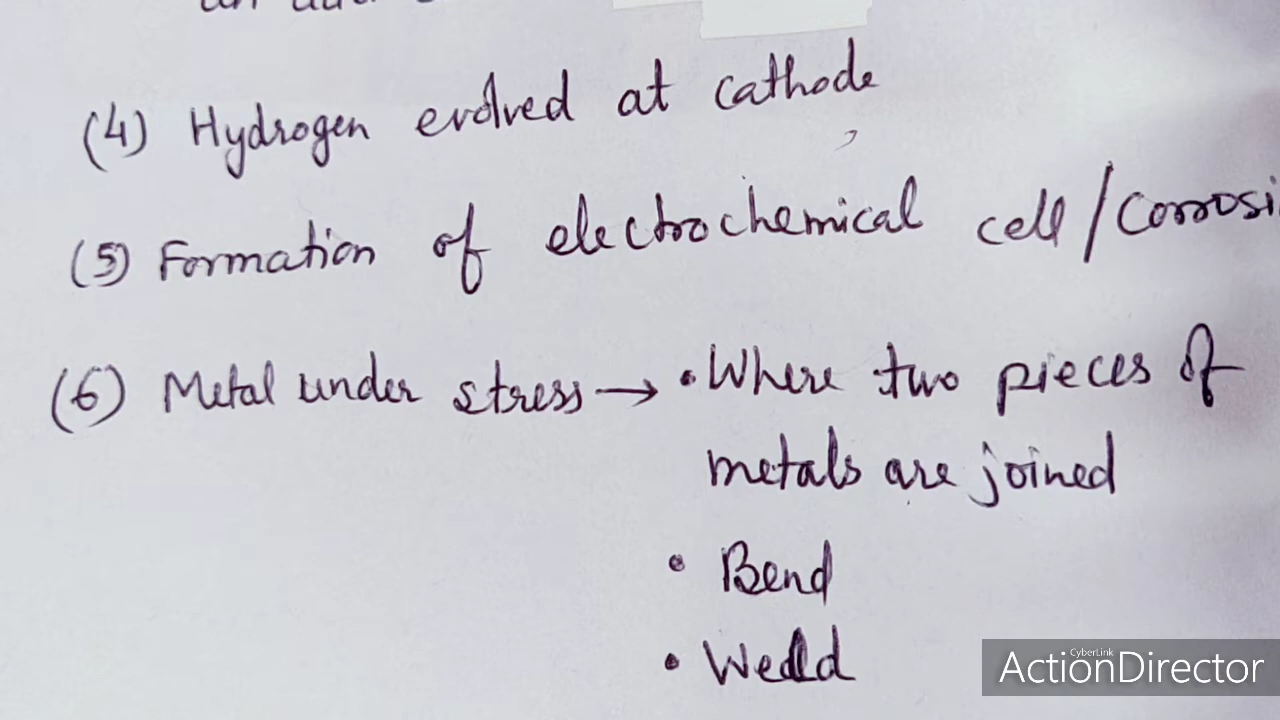 (4) Hydrogen evolved at cathode
(5) Formation of electrochemical cell/Corrosi
(6) Metal under stress → • Where two pieces of
metals are joined
• Bend
• Weld
CyberLink
ActionDirector